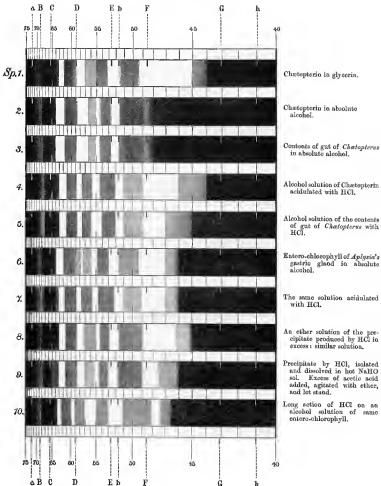 a B C D E b F G h
75 70 65 60 55 50 45 40
Sp.1.
Chætopterin in glycerin.
2.
Chætopterin in absolute
alcohol.
3.
Contents of gut of Chætopterus
in absolute alcohol.
4.
Alcohol solution of Chætopterin
acidulated with HCl.
5.
Alcohol solution of the contents
of gut of Chætopterus with
HCl.
6.
Entero-chlorophyll of Aplysia's
gastric gland in absolute
alcohol.
7.
The same solution acidulated
with HCl.
8.
An ether solution of the pre-
cipitate produced by HCl in
excess: similar solution.
9.
Precipitate by HCl, isolated
and dissolved in hot NaHO
sol. Excess of acetic acid
added, agitated with ether,
and let stand.
10.
Long action of HCl on an
alcohol solution of same
entero-chlorophyll.
75 70 65 60 55 50 45 40
a B C D E b F G h